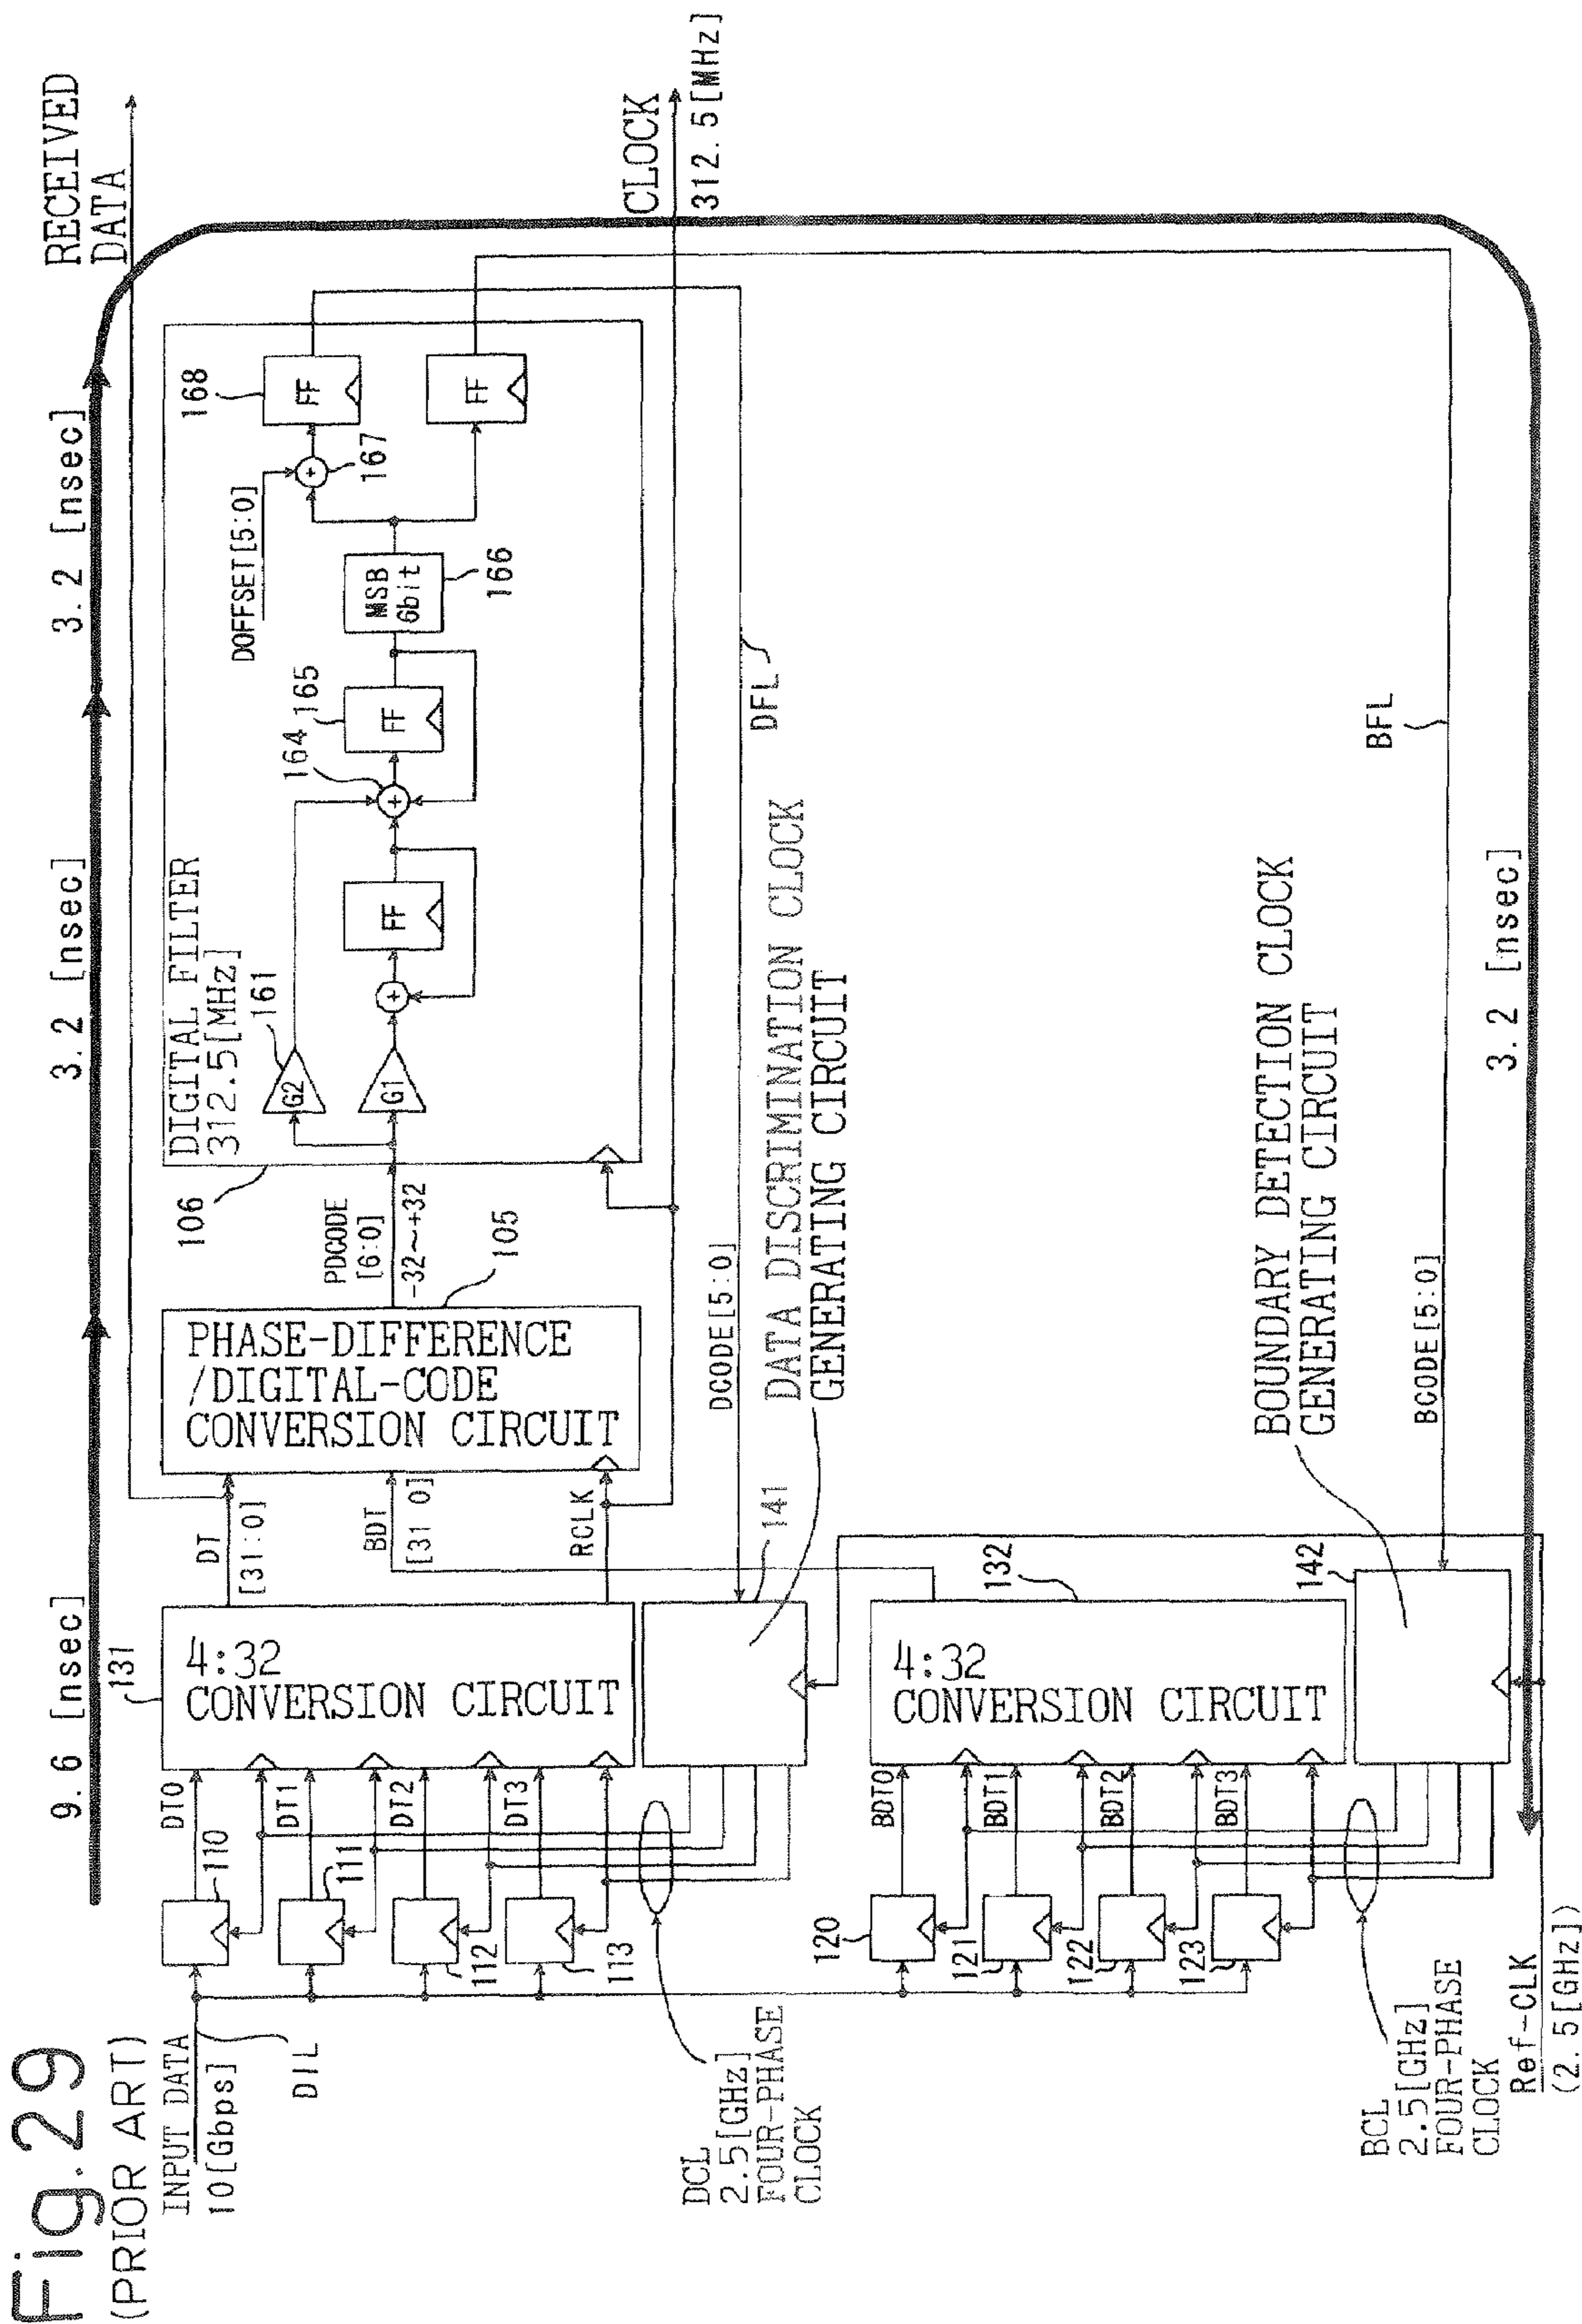 Fig.29
(PRIOR ART)
INPUT DATA
10[Gbps]
DIL
9.6 [nsec]
3.2 [nsec]
3.2 [nsec]
RECEIVED
DATA
131
4:32
CONVERSION CIRCUIT
DT0
DT1
DT2
DT3
110
111
112
113
DT
[31:0]
BDT
[31 0]
RCLK
PHASE-DIFFERENCE
/DIGITAL-CODE
CONVERSION CIRCUIT
105
PDCODE
[6:0]
-32~+32
106
DIGITAL FILTER
312.5[MHz]
161
G2
G1
+
FF
164
+
165
FF
MSB
6bit
166
DOFFSET[5:0]
+
167
168
FF
FF
CLOCK
312.5[MHz]
DCL
2.5[GHz]
FOUR-PHASE
CLOCK
141
DATA DISCRIMINATION CLOCK
GENERATING CIRCUIT
DCODE[5:0]
DFL
120
121
122
123
BDT0
BDT1
BDT2
BDT3
132
4:32
CONVERSION CIRCUIT
142
BOUNDARY DETECTION CLOCK
GENERATING CIRCUIT
BCODE[5:0]
BFL
BCL
2.5[GHz]
FOUR-PHASE
CLOCK
Ref-CLK
(2.5[GHz])
3.2 [nsec]